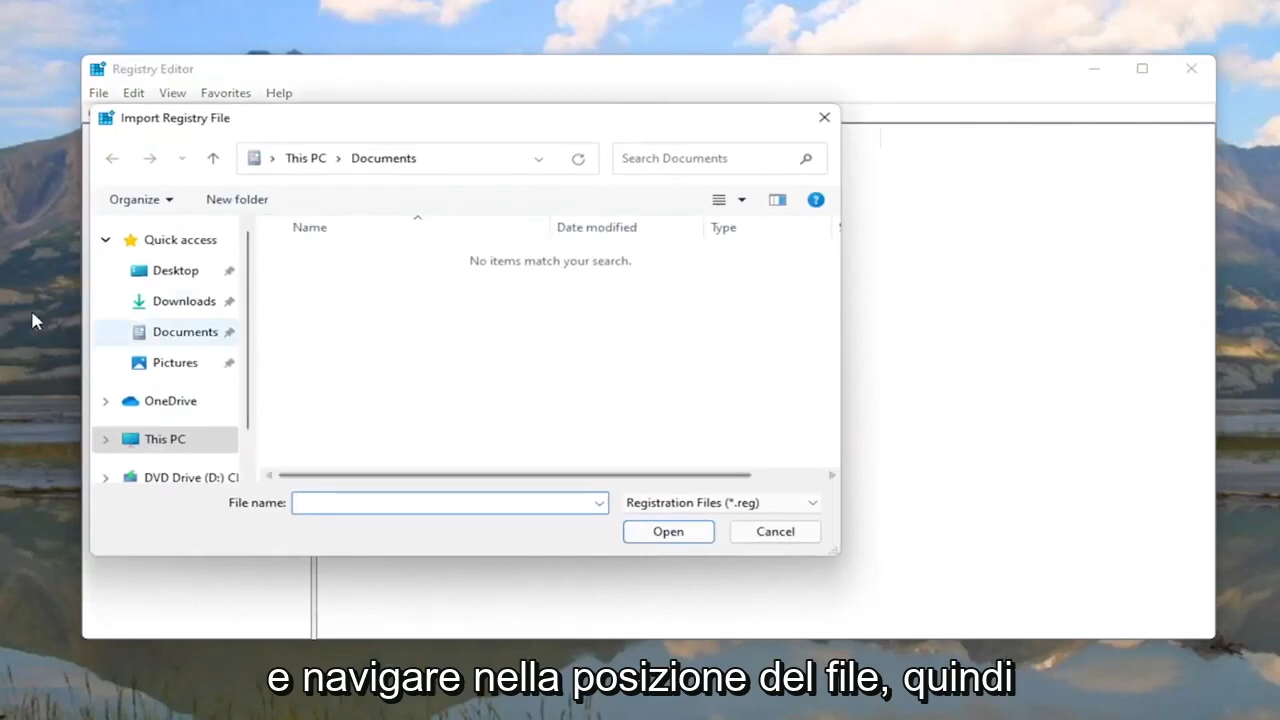 Registry Editor
File Edit View Favorites Help
Import Registry File
This PC > Documents
Search Documents
Organize
New folder
Name
Date modified
Type
No items match your search.
Quick access
Desktop
Downloads
Documents
Pictures
OneDrive
This PC
DVD Drive (D:)
File name:
Registration Files (*.reg)
Open
Cancel
e navigare nella posizione del file, quindi